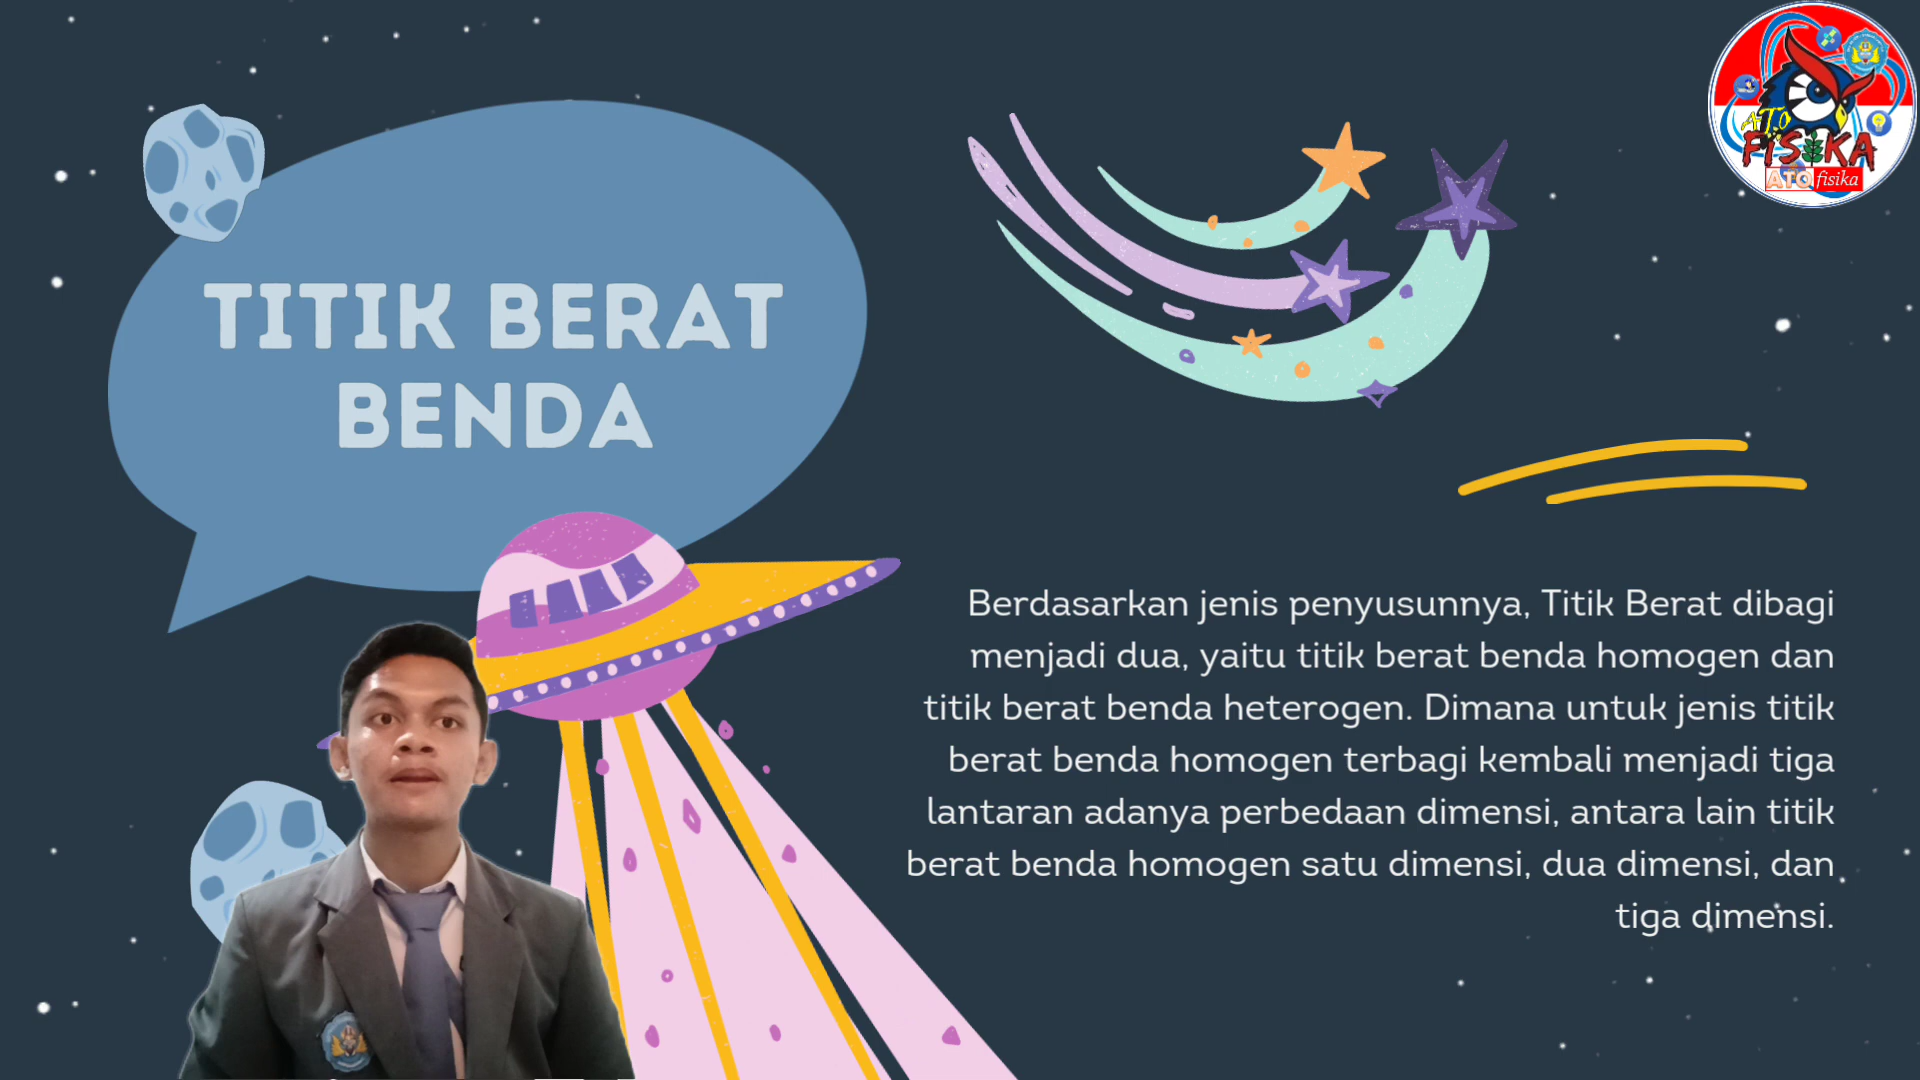 TITIK BERAT
BENDA
ATO
FISIKA
ATO fisika
Berdasarkan jenis penyusunnya, Titik Berat dibagi
menjadi dua, yaitu titik berat benda homogen dan
titik berat benda heterogen. Dimana untuk jenis titik
berat benda homogen terbagi kembali menjadi tiga
lantaran adanya perbedaan dimensi, antara lain titik
berat benda homogen satu dimensi, dua dimensi, dan
tiga dimensi.